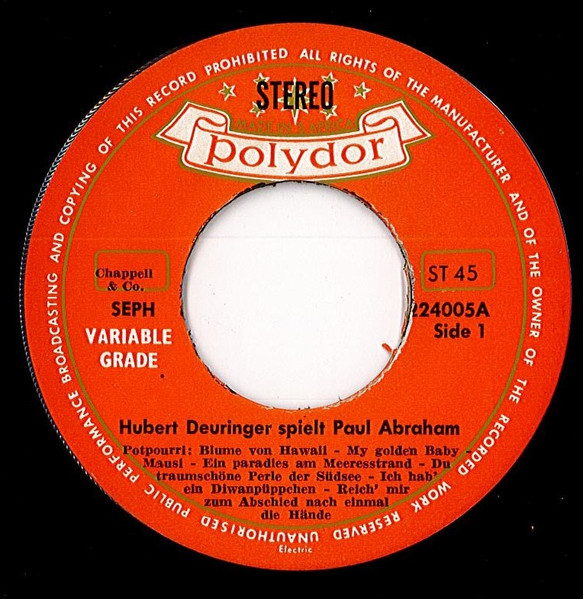 ALL RIGHTS OF THE MANUFACTURER AND OF THE OWNER OF THE RECORDED WORK RESERVED UNAUTHORISED PUBLIC PERFORMANCE BROADCASTING AND COPYING OF THIS RECORD PROHIBITED
STEREO
polydor
Chappell
& Co.
ST 45
SEPH
224005A
VARIABLE
GRADE
Side 1
Hubert Deuringer spielt Paul Abraham
Potpourri: Blume von Hawaii - My golden Baby -
Mausi - Ein paradies am Meeresstrand - Du
traumschöne Perle der Südsee - Ich hab'
ein Diwanpüppchen - Reich' mir
zum Abschied nach einmal
die Hände
Electric